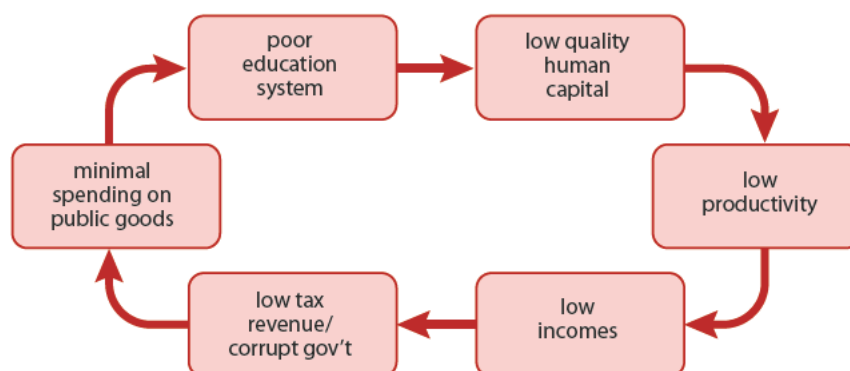 poor
education
system
low quality
human
capital
low
productivity
low
incomes
low tax
revenue/
corrupt gov't
minimal
spending on
public goods